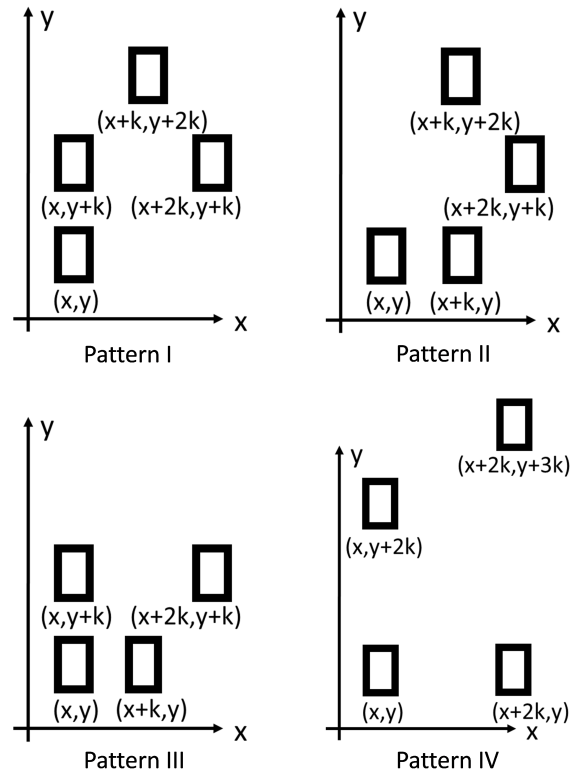 y
(x+k,y+2k)
(x,y+k) (x+2k,y+k)
(x,y)
x
Pattern I
y
(x+k,y+2k)
(x+2k,y+k)
(x,y) (x+k,y)
x
Pattern II
y
(x,y+k) (x+2k,y+k)
(x,y) (x+k,y)
x
Pattern III
y
(x+2k,y+3k)
(x,y+2k)
(x,y) (x+2k,y)
x
Pattern IV